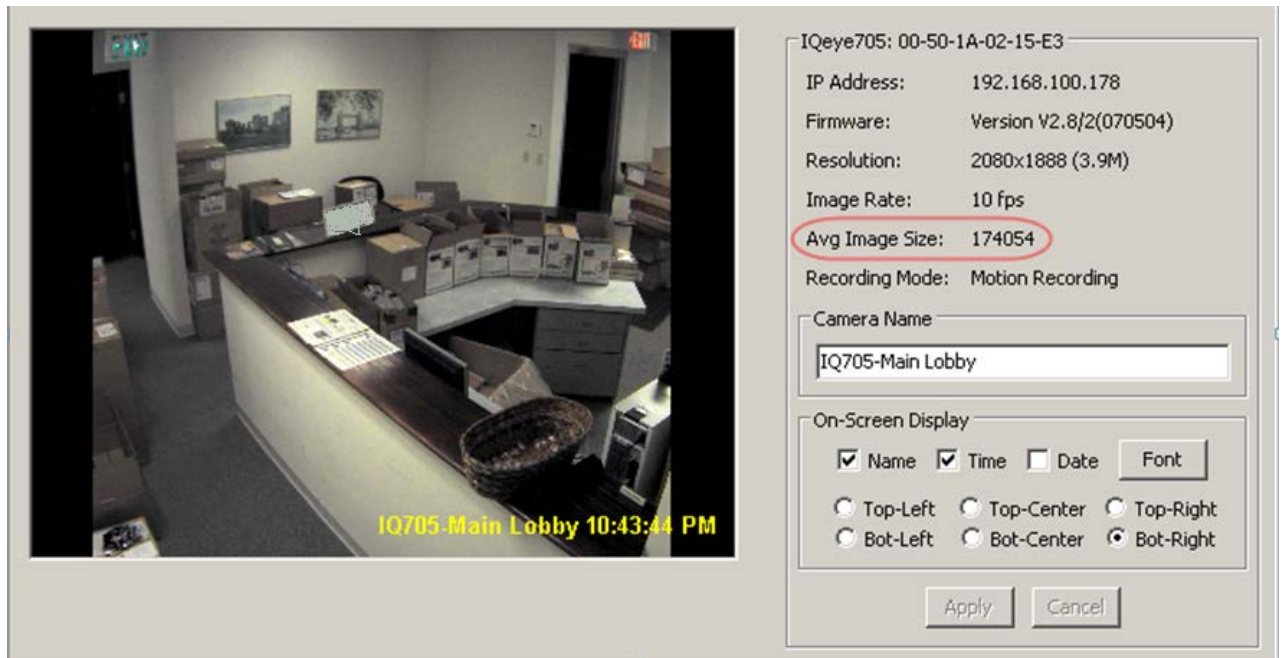 EXIT
EXIT
IQ705-Main Lobby 10:43:44 PM
IQeye705: 00-50-1A-02-15-E3
IP Address: 192.168.100.178
Firmware: Version V2.8/2(070504)
Resolution: 2080x1888 (3.9M)
Image Rate: 10 fps
Avg Image Size: 174054
Recording Mode: Motion Recording
Camera Name
IQ705-Main Lobby
On-Screen Display
Name Time Date Font
Top-Left Top-Center Top-Right
Bot-Left Bot-Center Bot-Right
Apply Cancel